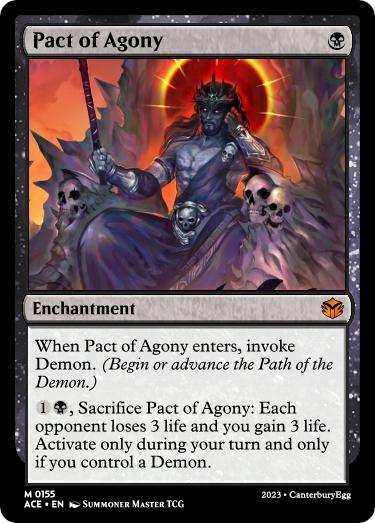 Pact of Agony
Enchantment
When Pact of Agony enters, invoke
Demon. (Begin or advance the Path of the
Demon.)
1 , Sacrifice Pact of Agony: Each
opponent loses 3 life and you gain 3 life.
Activate only during your turn and only
if you control a Demon.
M 0155
ACE • EN Summoner Master TCG
2023 • CanterburyEgg